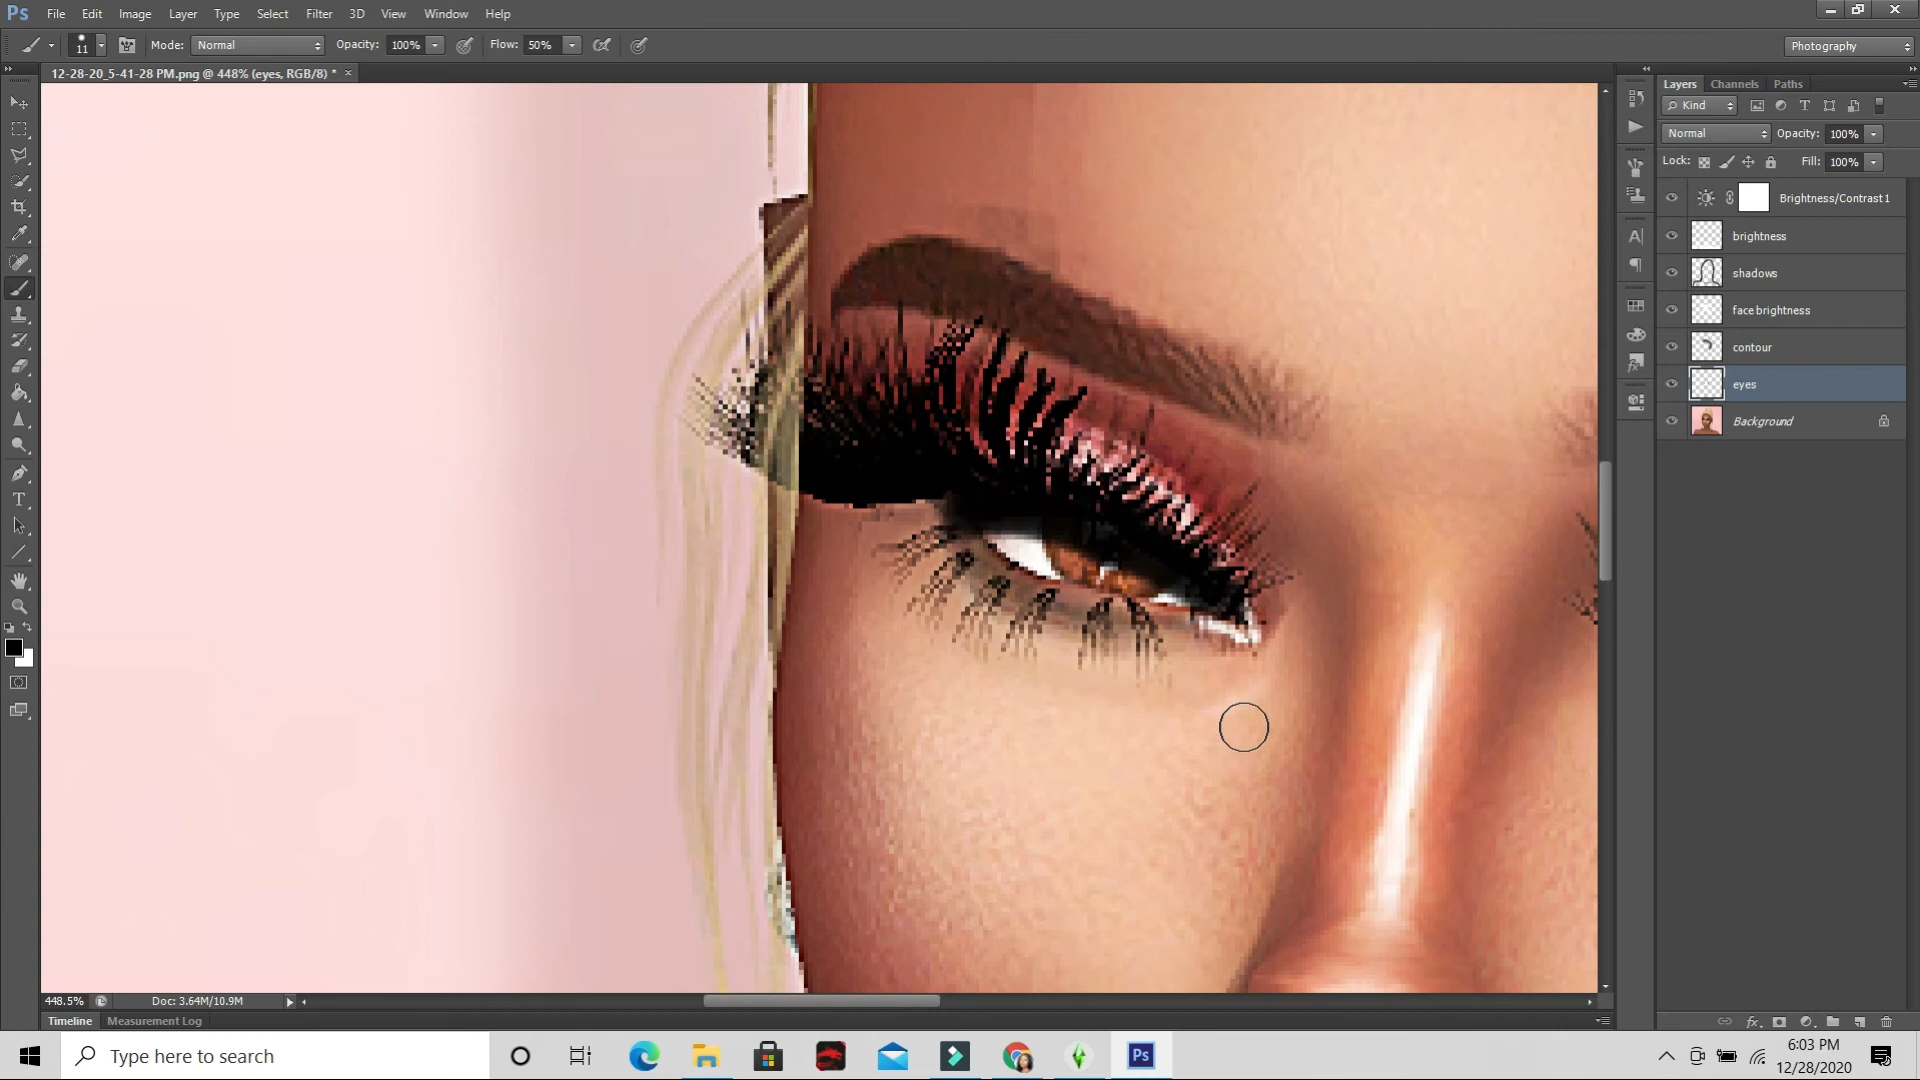 Ps File Edit Image Layer Type Select Filter 3D View Window Help
11 Mode: Normal Opacity: 100% Flow: 50% Photography
12-28-20_5-41-28 PM.png @ 448% (eyes, RGB/8) *
Layers Channels Paths
Kind
Normal Opacity: 100%
Lock: Fill: 100%
Brightness/Contrast 1
brightness
shadows
face brightness
contour
eyes
Background
448.5% Doc: 3.64M/10.9M
Timeline Measurement Log
Type here to search
Ps
6:03 PM
12/28/2020